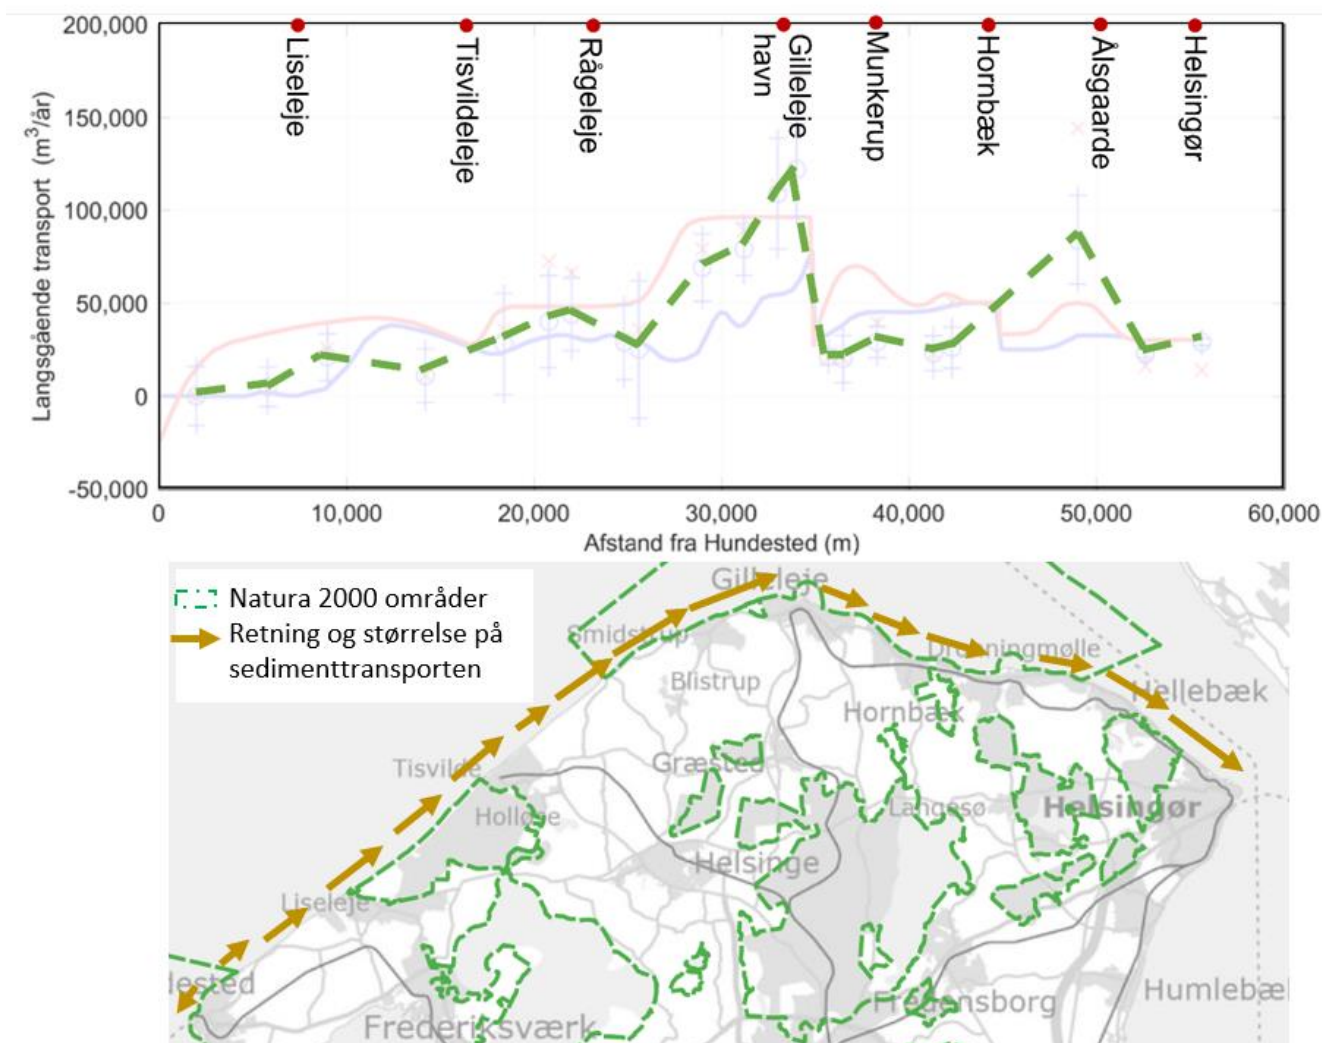 200,000
150,000
100,000
50,000
0
-50,000
Langsgående transport (m³/år)
Liseleje
Tisvildeleje
Rågeleje
Gilleleje
havn
Munkerup
Hornbæk
Ålsgaarde
Helsingør
0
10,000
20,000
30,000
40,000
50,000
60,000
Afstand fra Hundested (m)
Natura 2000 områder
Retning og størrelse på
sedimenttransporten
Gilleleje
Smidstrup
Dronningmølle
Blistrup
Hellebæk
Hornbæk
Tisvilde
Græsted
Holløse
Langesø
Helsingør
Helsinge
Liseleje
dested
Fredensborg
Humlebæ
Frederiksværk